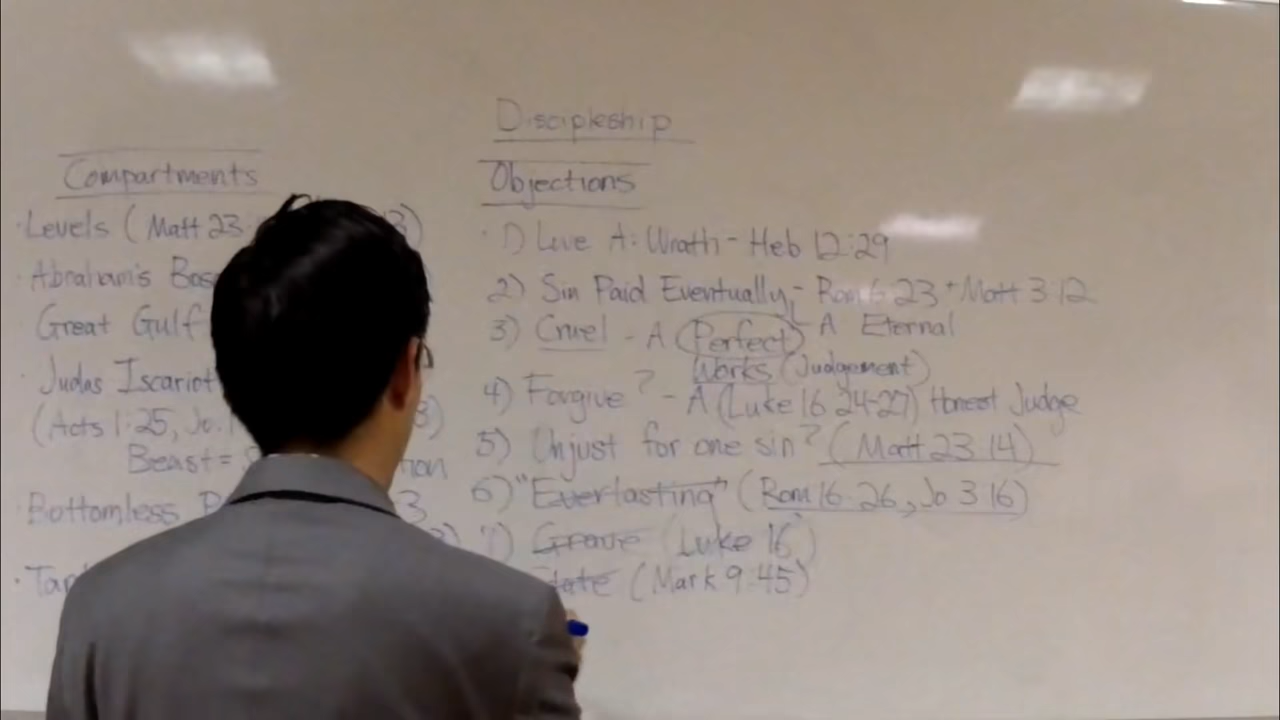 Discipleship
Compartments
·Levels (Matt 23
·Abraham's
Great Gulf
·Judas Iscariot
(Acts 1:25, Jo.
Beast =
·Bottomless
Objections
·1) Love A: Wrath - Heb 12:29
2) Sin Paid Eventually - Rom 6:23 + Matt 3:12
3) Cruel - A (Perfect) A Eternal
Works (Judgement)
4) Forgive? - A (Luke 16 24-27) Honest Judge
5) Unjust for one sin? (Matt 23 14)
6) "Everlasting" (Rom 16:26, Jo 3 16)
7) Grave (Luke 16)
(Mark 9:45)